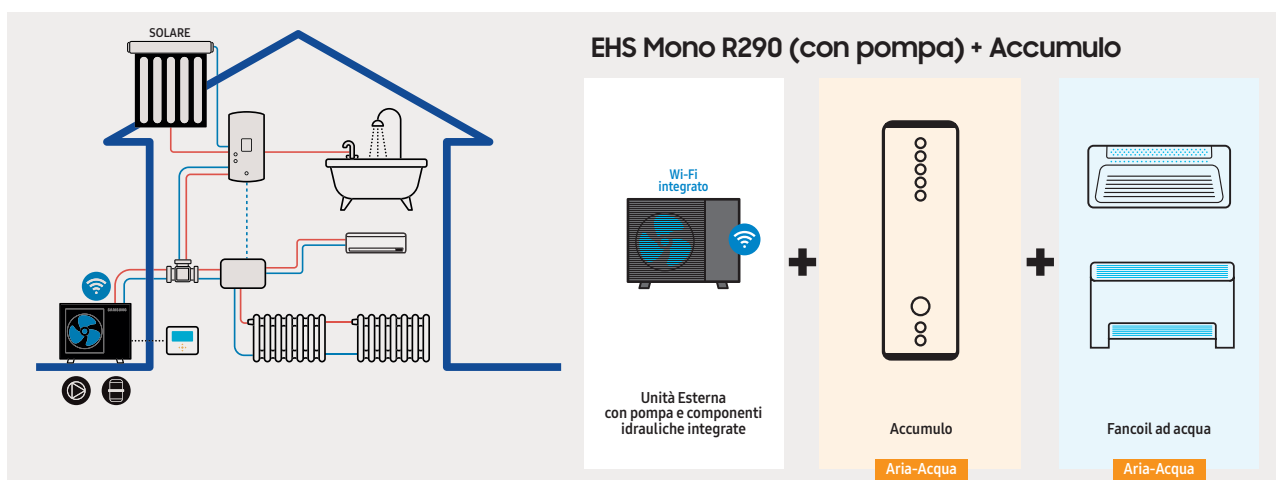 SOLARE
SAMSUNG
EHS Mono R290 (con pompa) + Accumulo
Wi-Fi
integrato
Unità Esterna
con pompa e componenti
idrauliche integrate
Accumulo
Aria-Acqua
Fancoil ad acqua
Aria-Acqua